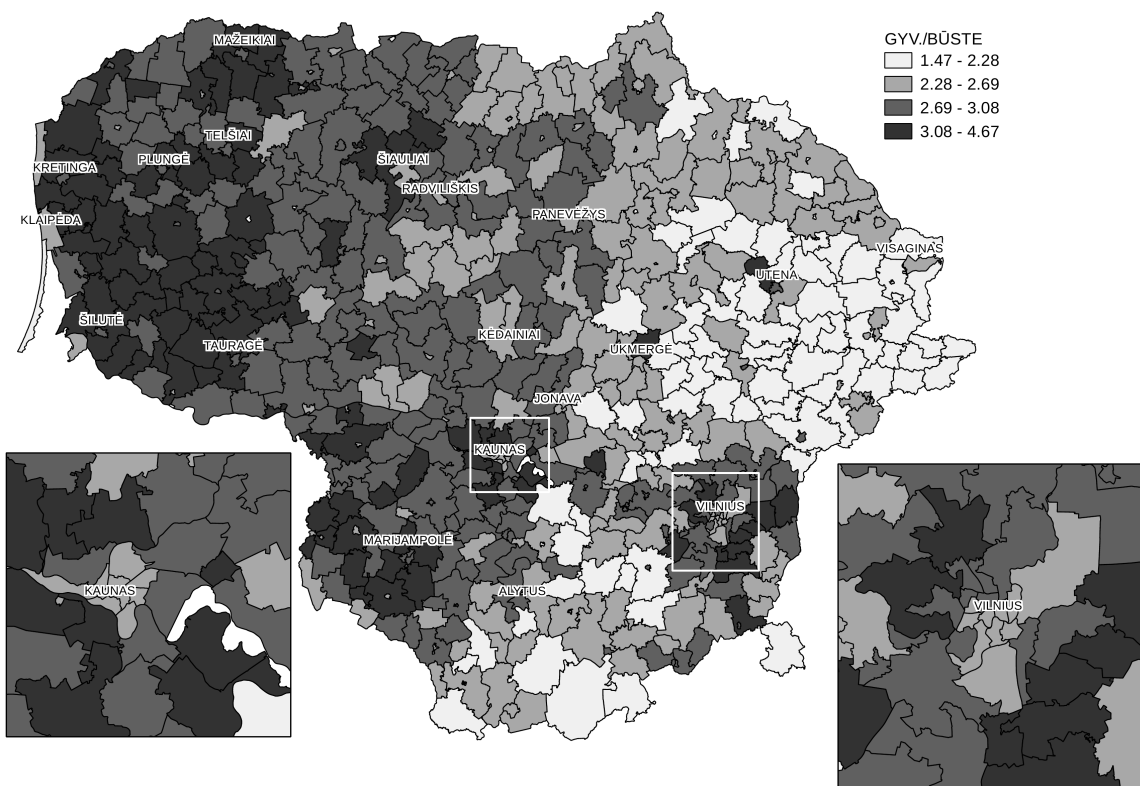 GYV./BŪSTE
1.47 - 2.28
2.28 - 2.69
2.69 - 3.08
3.08 - 4.67
MAŽEIKIAI
TELŠIAI
PLUNGĖ
KRETINGA
ŠIAULIAI
RADVILIŠKIS
KLAIPĖDA
PANEVĖŽYS
VISAGINAS
UTENA
ŠILUTĖ
TAURAGĖ
KĖDAINIAI
UKMERGĖ
JONAVA
KAUNAS
VILNIUS
MARIJAMPOLĖ
ALYTUS
KAUNAS
VILNIUS